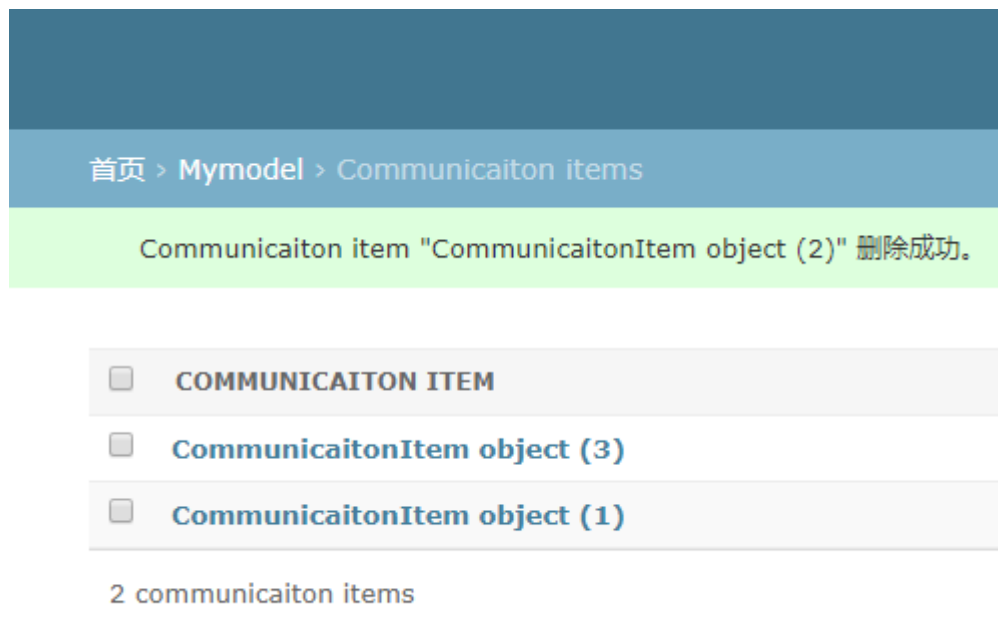 首页 › Mymodel › Communicaiton items
Communicaiton item "CommunicaitonItem object (2)" 删除成功。
COMMUNICAITON ITEM
CommunicaitonItem object (3)
CommunicaitonItem object (1)
2 communicaiton items